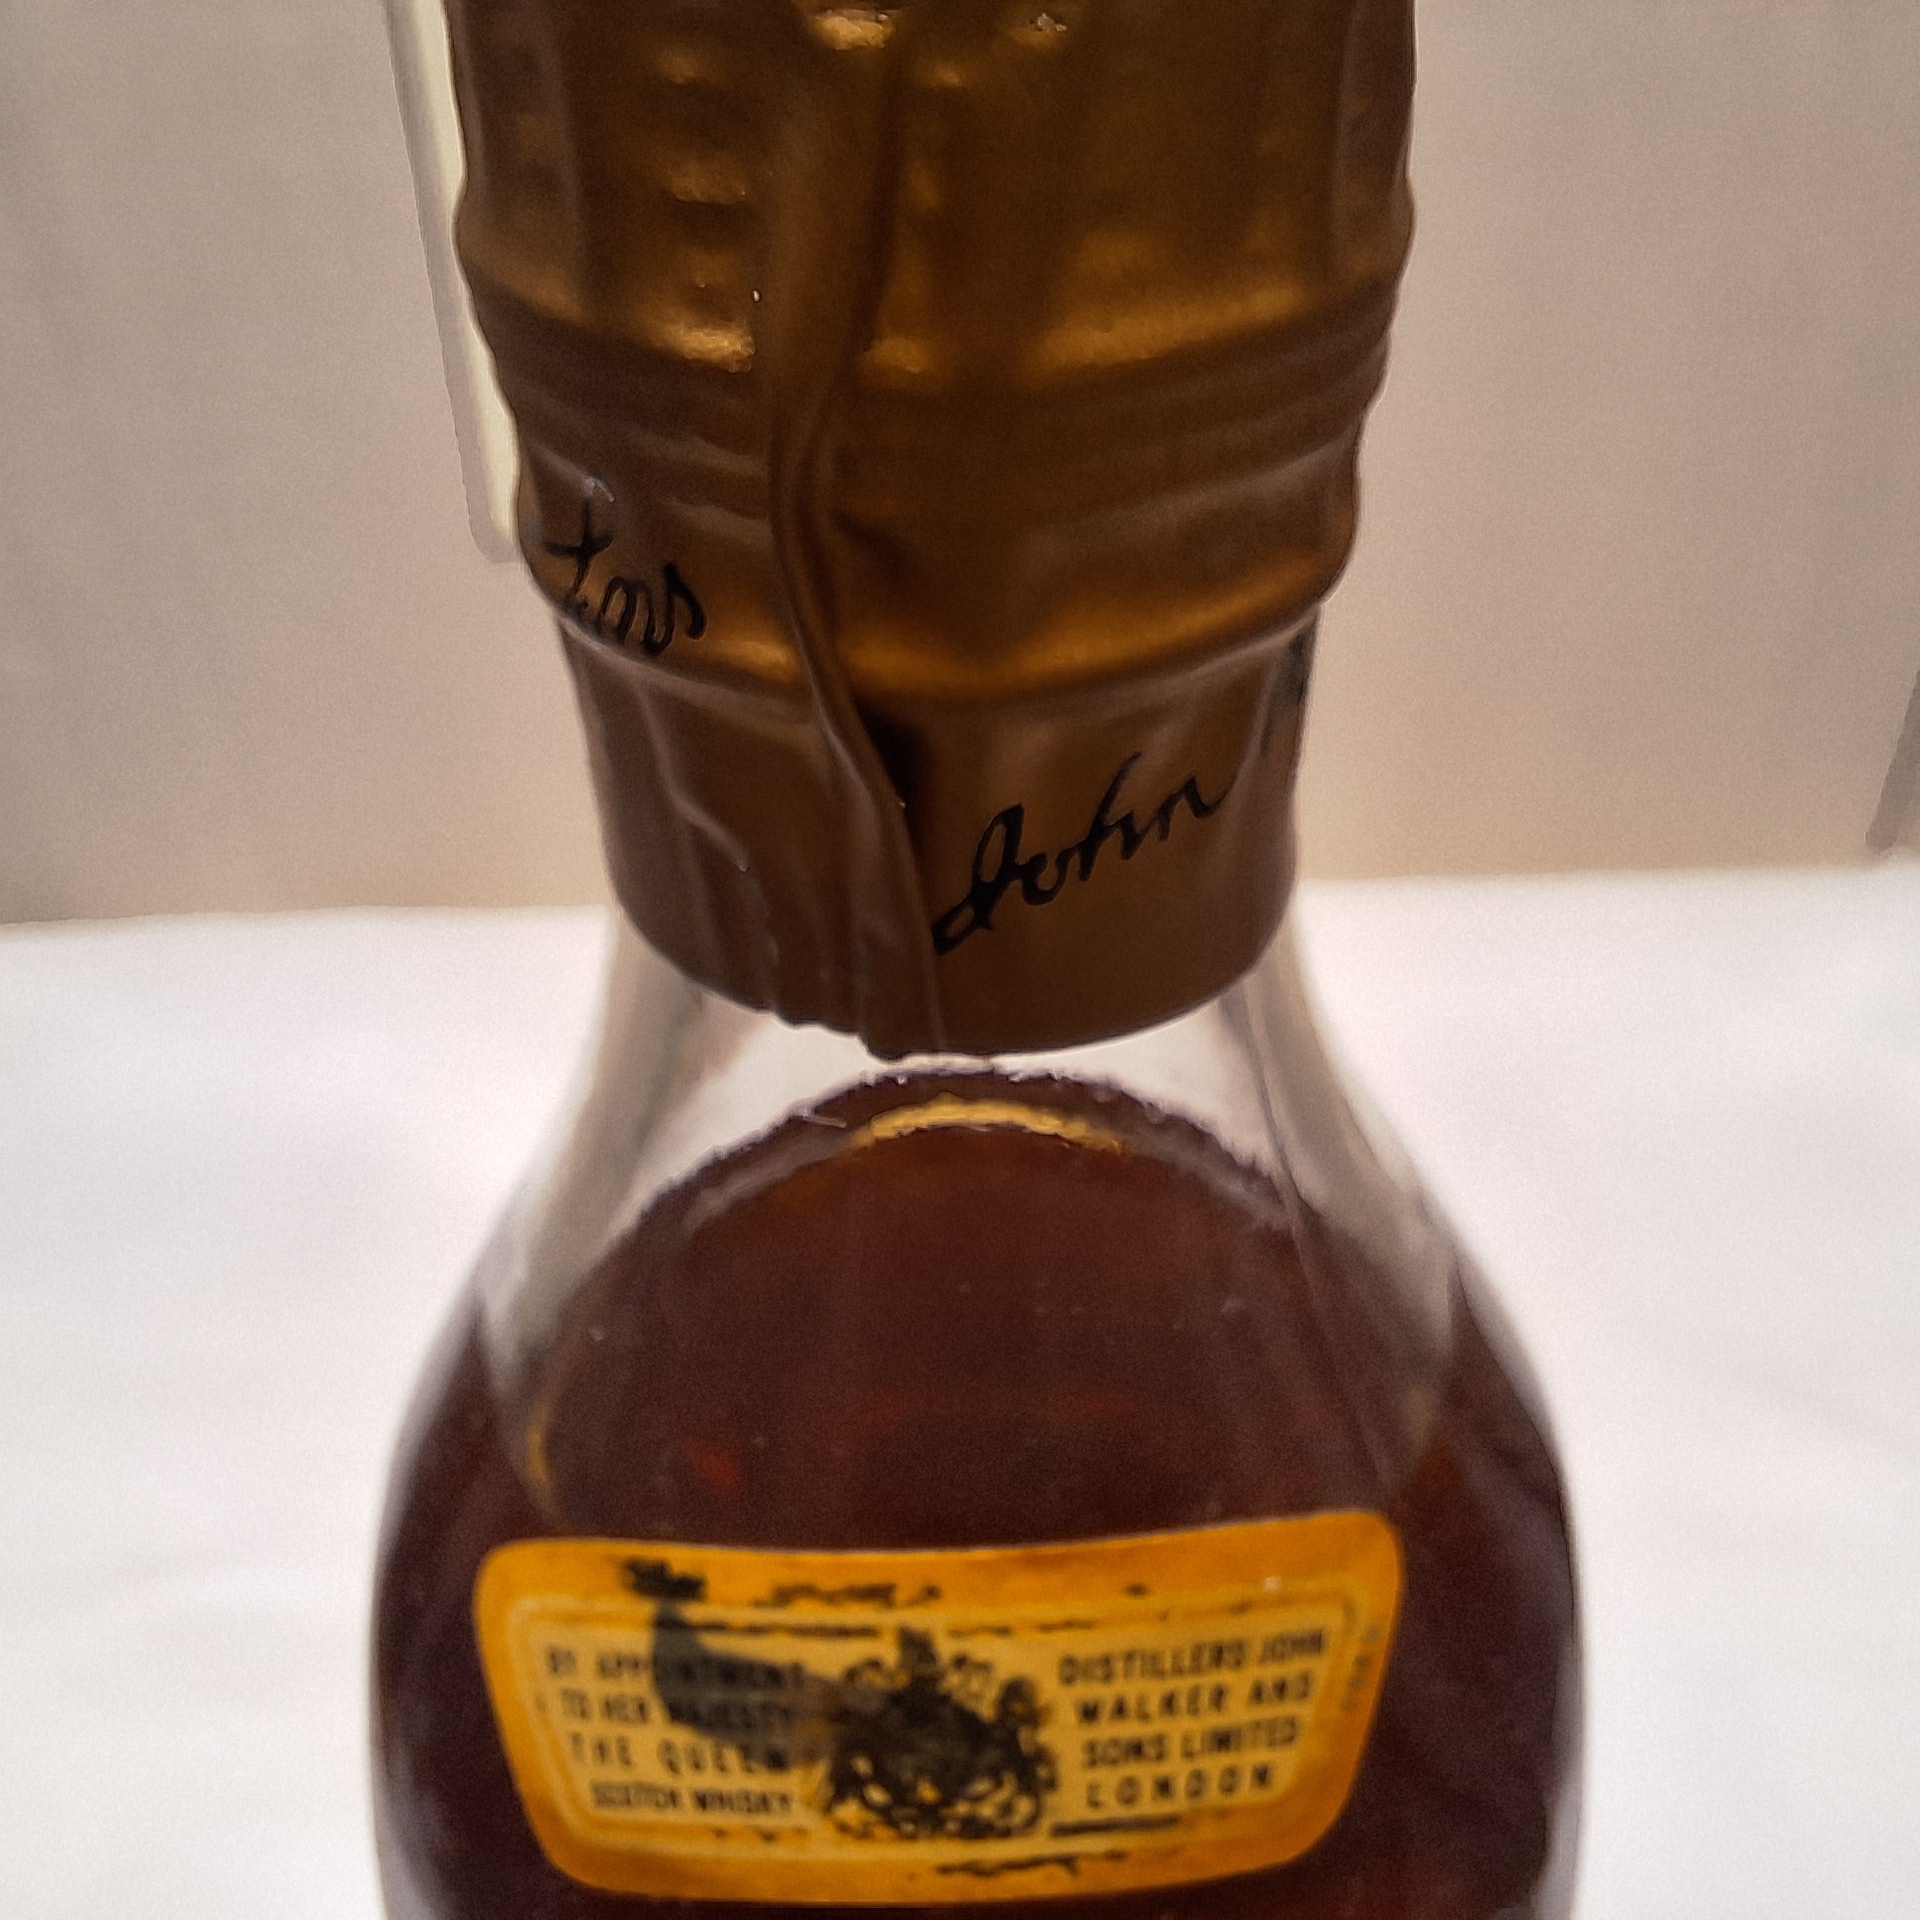 John
BY APPOINTMENT
TO HER MAJESTY
THE QUEEN
SCOTCH WHISKY
DISTILLERS JOHN
WALKER AND
SONS LIMITED
LONDON